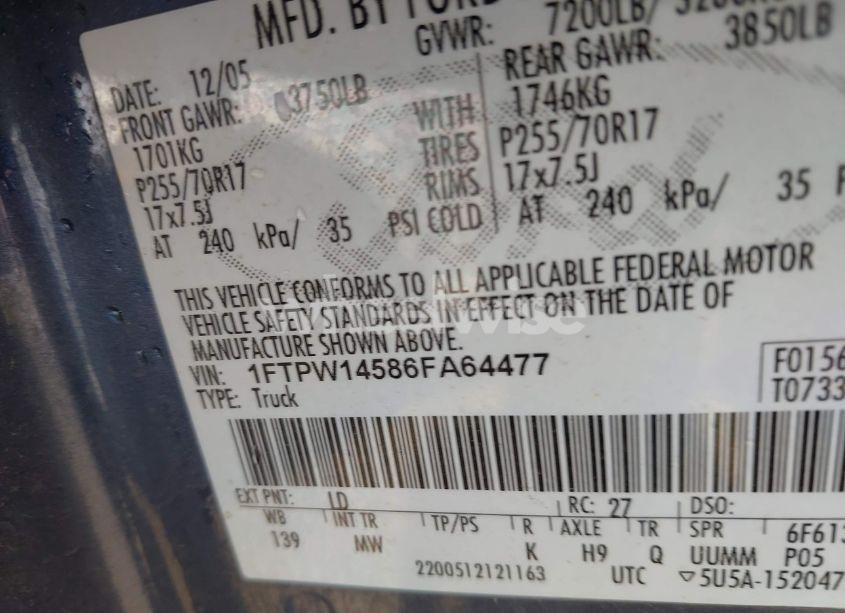 MFD. BY FORD
GVWR: 7200LB/
DATE: 12/05
FRONT GAWR: 3750LB
1701KG
P255/70R17
17x7.5J
AT 240 kPa/ 35 PSI COLD
WITH
TIRES
RIMS
REAR GAWR: 3850LB
1746KG
P255/70R17
17x7.5J
AT 240 kPa/ 35 P
THIS VEHICLE CONFORMS TO ALL APPLICABLE FEDERAL MOTOR
VEHICLE SAFETY STANDARDS IN EFFECT ON THE DATE OF
MANUFACTURE SHOWN ABOVE.
VIN: 1FTPW14586FA64477
TYPE: Truck
F0156
T0733
EXT PNT: LD RC: 27 DSO:
WB INT TR TP/PS R AXLE TR SPR 6F613
139 MW K H9 Q UUMM P05
2200512121163 UTC ▽5U5A-152047